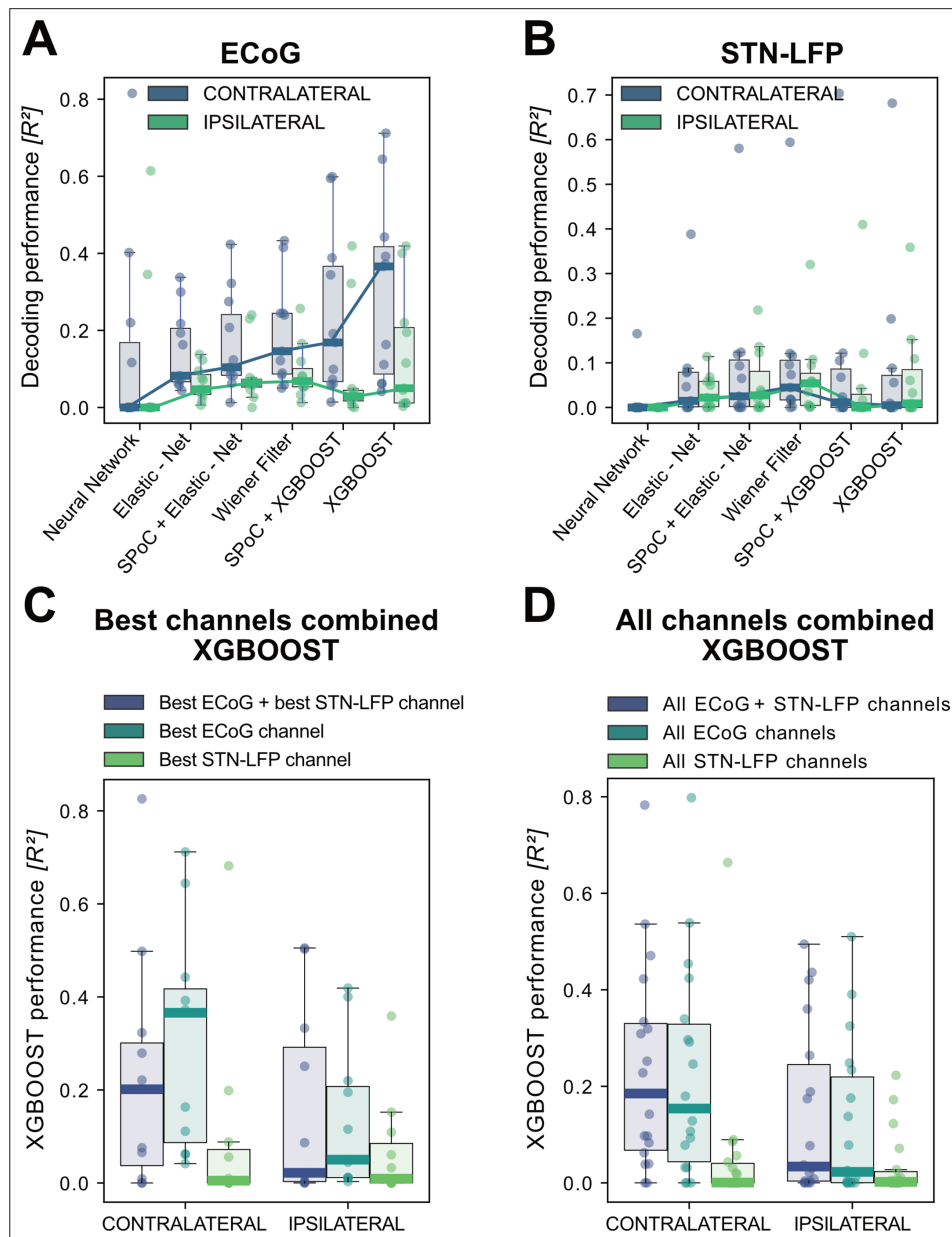 A
ECoG
CONTRALATERAL
IPSILATERAL
Decoding performance [R²]
0.8
0.6
0.4
0.2
0.0
Neural Network
Elastic - Net
SPoC + Elastic - Net
Wiener Filter
SPoC + XGBOOST
XGBOOST
B
STN-LFP
CONTRALATERAL
IPSILATERAL
Decoding performance [R²]
0.7
0.6
0.5
0.4
0.3
0.2
0.1
0.0
Neural Network
Elastic - Net
SPoC + Elastic - Net
Wiener Filter
SPoC + XGBOOST
XGBOOST
C
Best channels combined
XGBOOST
Best ECoG + best STN-LFP channel
Best ECoG channel
Best STN-LFP channel
XGBOOST performance [R²]
0.8
0.6
0.4
0.2
0.0
CONTRALATERAL
IPSILATERAL
D
All channels combined
XGBOOST
All ECoG + STN-LFP channels
All ECoG channels
All STN-LFP channels
XGBOOST performance [R²]
0.8
0.6
0.4
0.2
0.0
CONTRALATERAL
IPSILATERAL